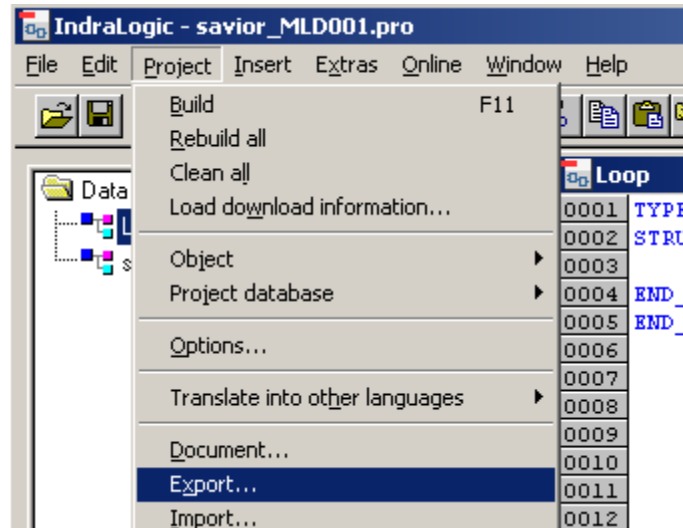 IndraLogic - savior_MLD001.pro
File Edit Project Insert Extras Online Window Help
Build F11
Rebuild all
Clean all
Load download information...
Object
Project database
Options...
Translate into other languages
Document...
Export...
Import...
Data
L
s
Loop
0001 TYPE
0002 STRU
0003
0004 END_
0005 END_
0006
0007
0008
0009
0010
0011
0012